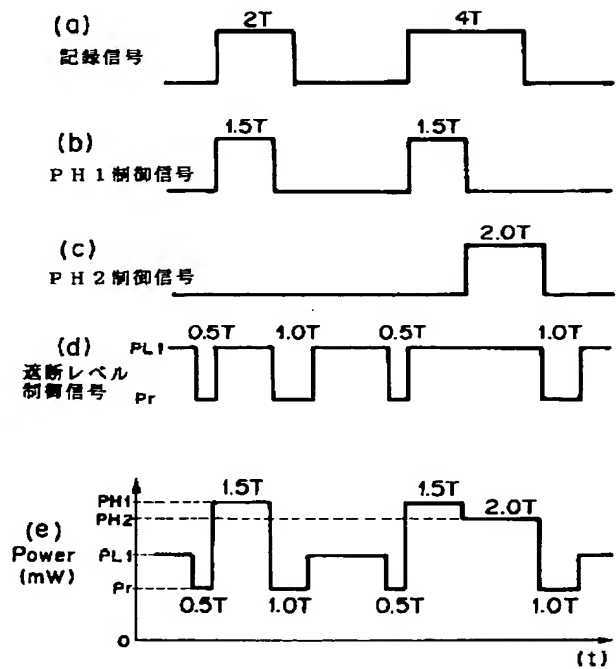 (a)
記録信号
2T 4T
(b)
PH1制御信号
1.5T 1.5T
(c)
PH2制御信号
2.0T
(d)
遮断レベル
制御信号
PL1
Pr
0.5T 1.0T 0.5T 1.0T
(e)
Power
(mW)
PH1
PH2
PL1
Pr
0
1.5T 1.5T 2.0T
0.5T 1.0T 0.5T 1.0T
(t)